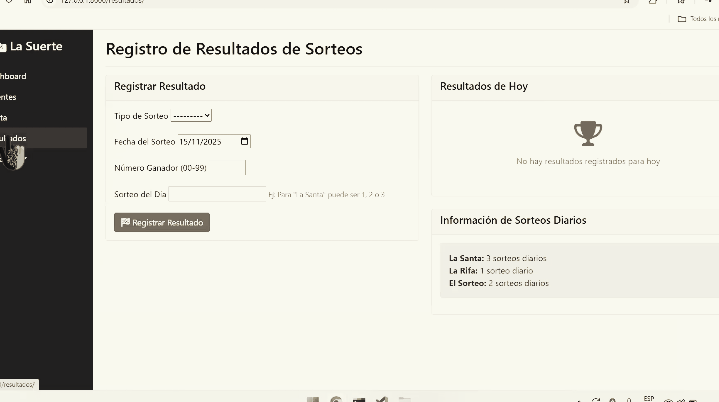 127.0.0.1:8000/resultados/
Todos los
La Suerte
hboard
entes
ta
ultados
Registro de Resultados de Sorteos
Registrar Resultado
Tipo de Sorteo ---------
Fecha del Sorteo 15/11/2025
Número Ganador (00-99)
Sorteo del Día Ej: Para 'La Santa' puede ser 1, 2 o 3
Registrar Resultado
Resultados de Hoy
No hay resultados registrados para hoy
Información de Sorteos Diarios
La Santa: 3 sorteos diarios
La Rifa: 1 sorteo diario
El Sorteo: 2 sorteos diarios
/resultados/
ESP